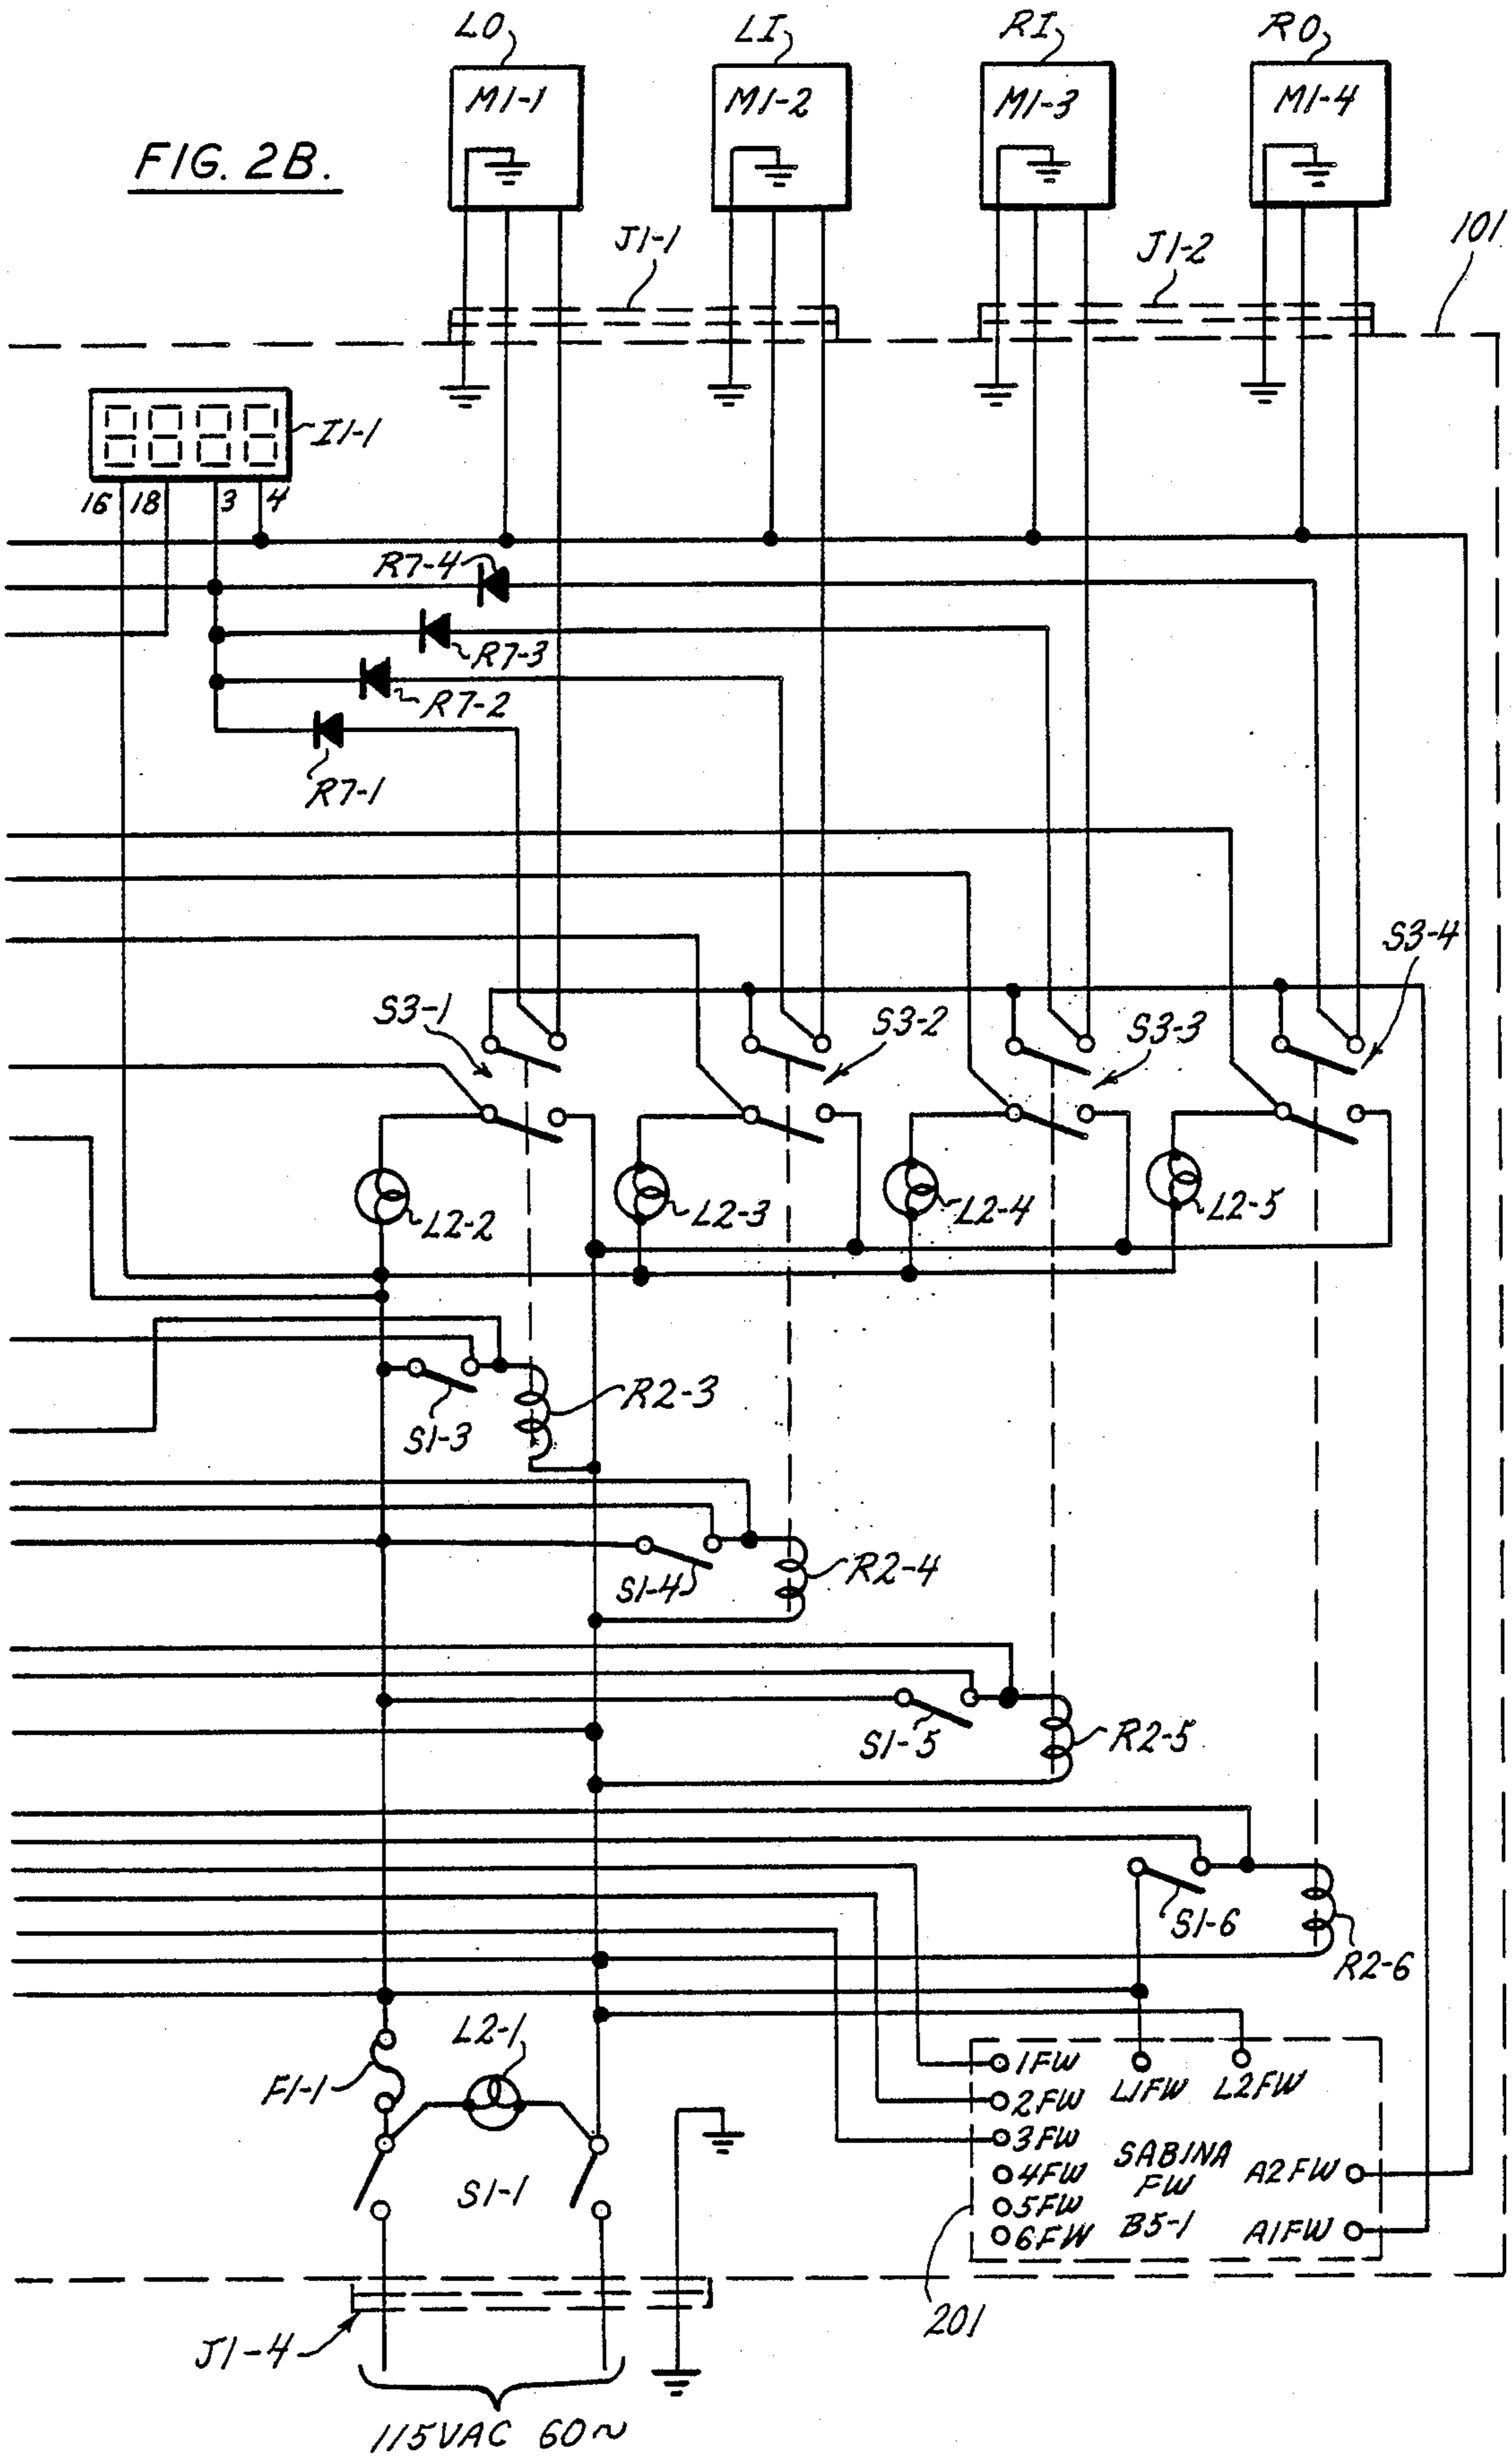 LO
LI
RI
RO
M1-1
M1-2
M1-3
M1-4
FIG. 2B.
J1-1
J1-2
101
I1-1
16 18 3 4
R7-4
R7-3
R7-2
R7-1
S3-1
S3-2
S3-3
S3-4
L2-2
L2-3
L2-4
L2-5
R2-3
S1-3
R2-4
S1-4
R2-5
S1-5
S1-6
R2-6
L2-1
F1-1
S1-1
1FW
2FW
3FW
4FW
5FW
6FW
L1FW
L2FW
SABINA
FW
B5-1
A2FW
A1FW
201
J1-4
115VAC 60~